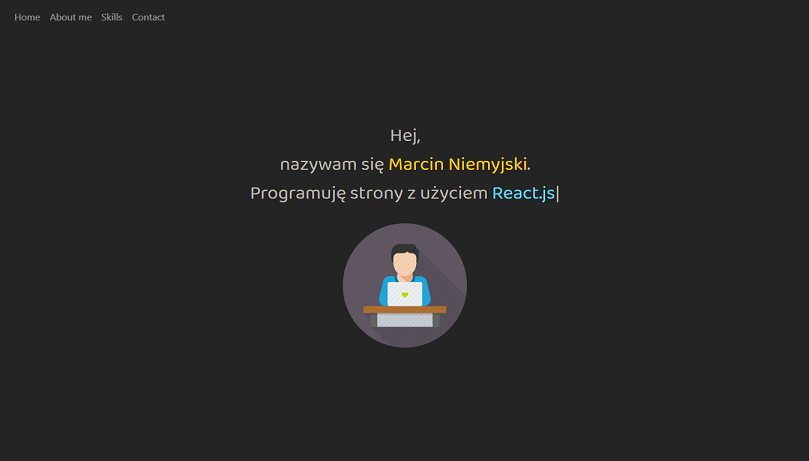 Home About me Skills Contact
Hej,
nazywam się Marcin Niemyjski.
Programuję strony z użyciem React.js|